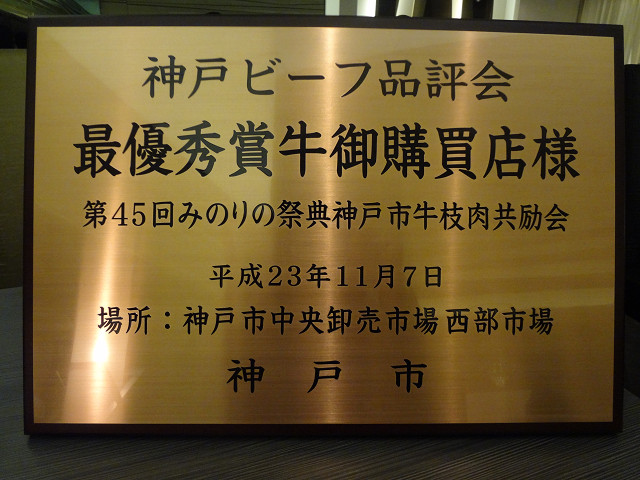 神戸ビーフ品評会
最優秀賞牛御購買店様
第45回みのりの祭典神戸市牛枝肉共励会
平成23年11月7日
場所：神戸市中央卸売市場西部市場
神戸市